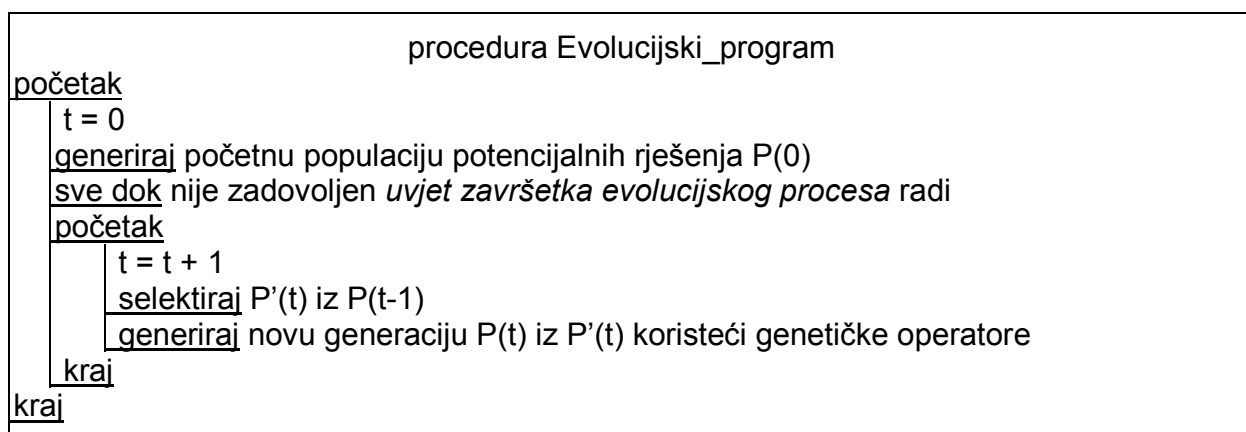 procedura Evolucijski_program
početak
t = 0
generiraj početnu populaciju potencijalnih rješenja P(0)
sve dok nije zadovoljen uvjet završetka evolucijskog procesa radi
početak
t = t + 1
selektiraj P’(t) iz P(t-1)
generiraj novu generaciju P(t) iz P’(t) koristeći genetičke operatore
kraj
kraj